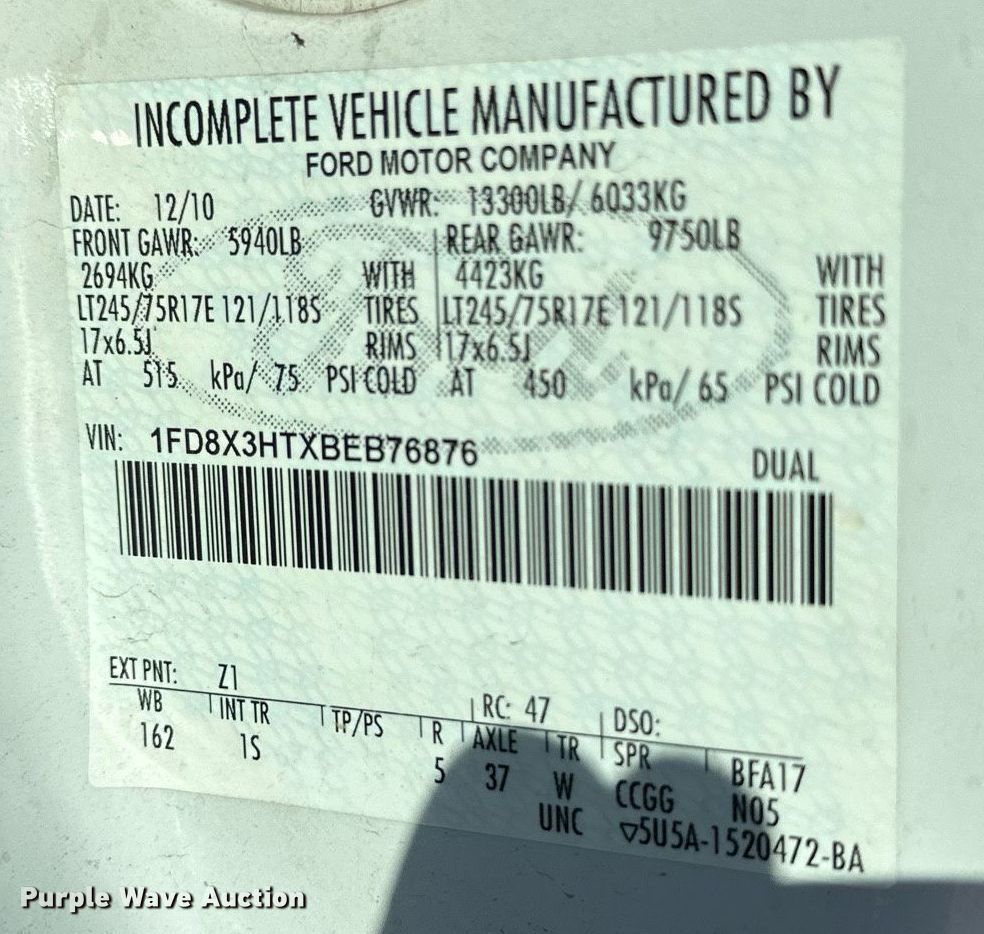 INCOMPLETE VEHICLE MANUFACTURED BY
FORD MOTOR COMPANY
DATE: 12/10 GVWR: 13300LB/ 6033KG
FRONT GAWR: 5940LB REAR GAWR: 9750LB
2694KG WITH 4423KG WITH
LT245/75R17E 121/118S TIRES LT245/75R17E 121/118S TIRES
17x6.5J RIMS 17x6.5J RIMS
AT 515 kPa/ 75 PSI COLD AT 450 kPa/ 65 PSI COLD
VIN: 1FD8X3HTXBEB76876 DUAL
EXT PNT: Z1 RC: 47 DSO:
WB INT TR TP/PS R AXLE TR SPR BFA17
162 1S 5 37 W CCGG N05
UNC ▽5U5A-1520472-BA
Purple Wave Auction